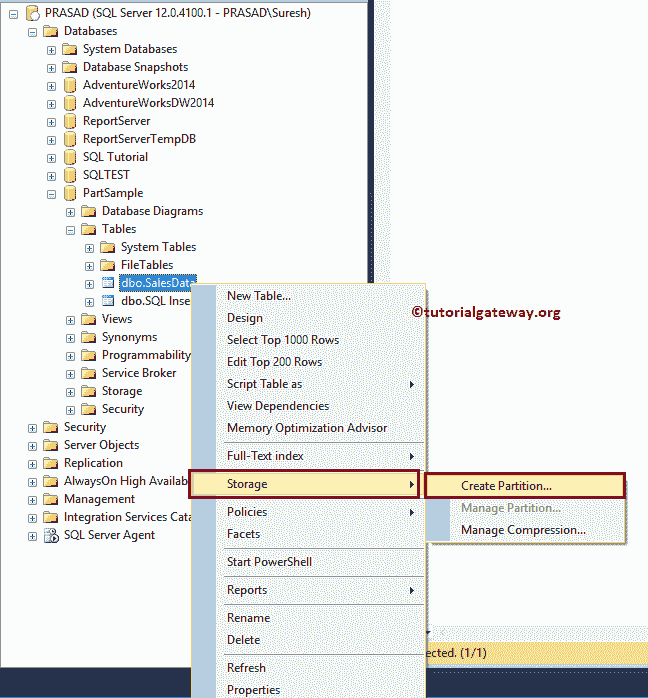 PRASAD (SQL Server 12.0.4100.1 - PRASAD\Suresh)
Databases
System Databases
Database Snapshots
AdventureWorks2014
AdventureWorksDW2014
ReportServer
ReportServerTempDB
SQL Tutorial
SQLTEST
PartSample
Database Diagrams
Tables
System Tables
FileTables
dbo.SalesData
dbo.SQL Inse
Views
Synonyms
Programmability
Service Broker
Storage
Security
Security
Server Objects
Replication
AlwaysOn High Availab
Management
Integration Services Cata
SQL Server Agent
New Table...
Design
Select Top 1000 Rows
Edit Top 200 Rows
Script Table as
View Dependencies
Memory Optimization Advisor
Full-Text index
Storage
Policies
Facets
Start PowerShell
Reports
Rename
Delete
Refresh
Properties
©tutorialgateway.org
Create Partition...
Manage Partition...
Manage Compression...
ected. (1/1)